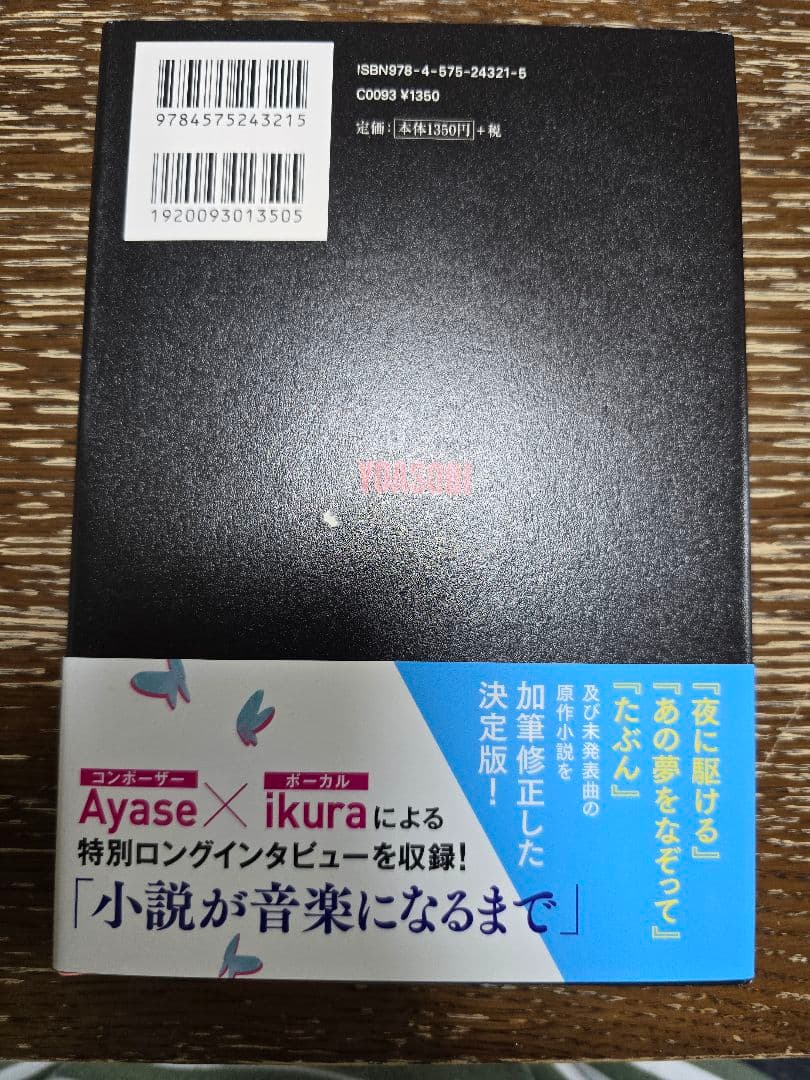 ISBN978-4-575-24321-5
C0093 ¥1350
定価：本体1350円+税
9784575243215
1920093013505
YOASOBI
『夜に駆ける』
『あの夢をなぞって』
『たぶん』
及び未発表曲の
原作小説を
加筆修正した
決定版！
コンポーザー
ボーカル
Ayase×ikuraによる
特別ロングインタビューを収録！
「小説が音楽になるまで」